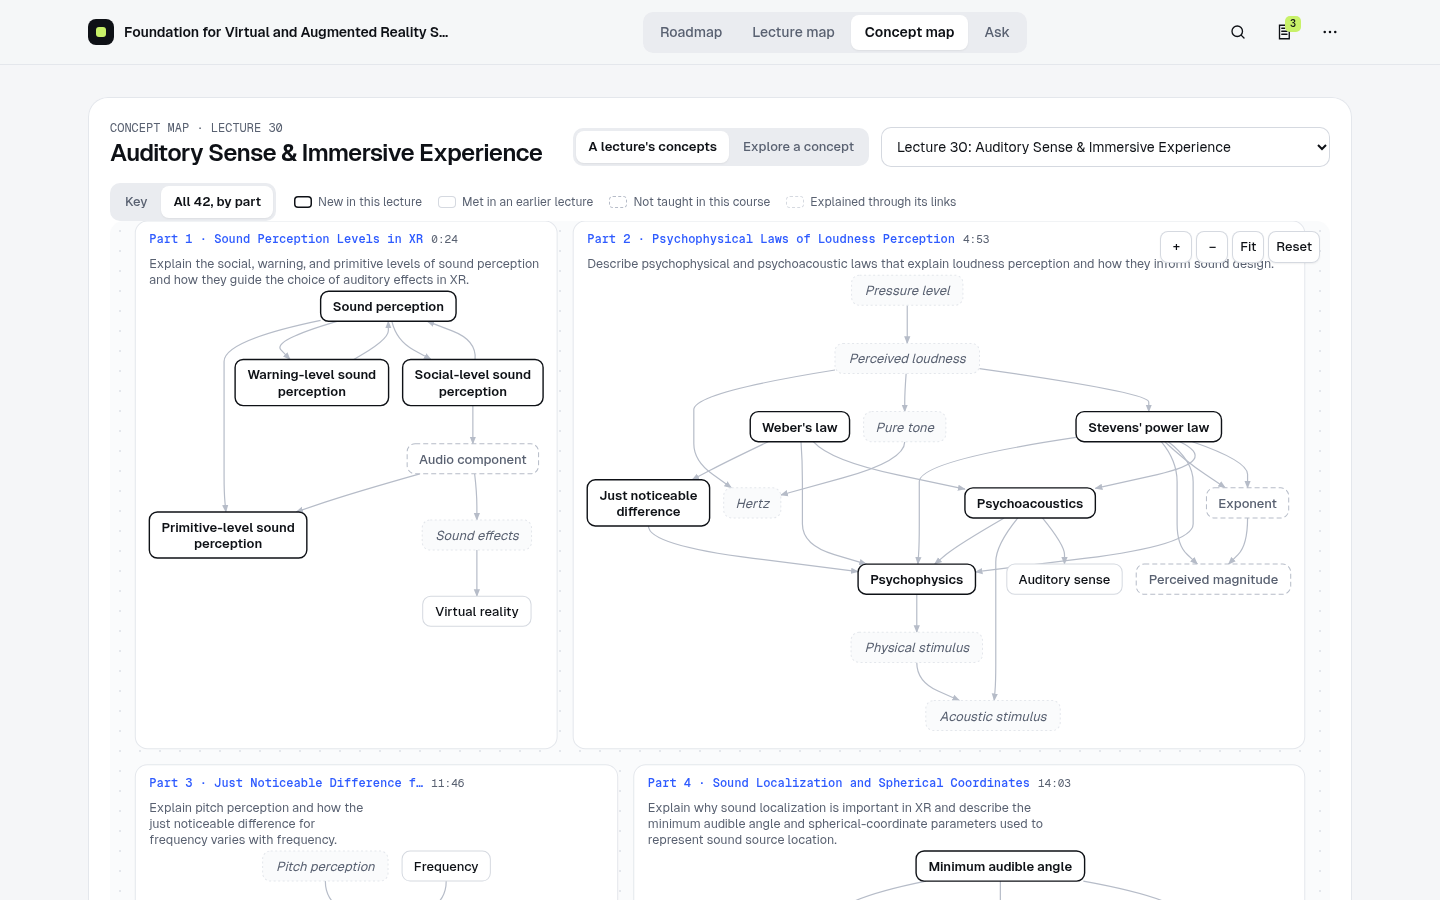 Foundation for Virtual and Augmented Reality S...
Roadmap
Lecture map
Concept map
Ask
3
CONCEPT MAP · LECTURE 30
Auditory Sense & Immersive Experience
A lecture's concepts
Explore a concept
Lecture 30: Auditory Sense & Immersive Experience
Key
All 42, by part
New in this lecture
Met in an earlier lecture
Not taught in this course
Explained through its links
Part 1 · Sound Perception Levels in XR 0:24
Explain the social, warning, and primitive levels of sound perception
and how they guide the choice of auditory effects in XR.
Sound perception
Warning-level sound
perception
Social-level sound
perception
Audio component
Primitive-level sound
perception
Sound effects
Virtual reality
Part 2 · Psychophysical Laws of Loudness Perception 4:53
+
−
Fit
Reset
Describe psychophysical and psychoacoustic laws that explain loudness perception and how they inform sound design.
Pressure level
Perceived loudness
Weber's law
Pure tone
Stevens' power law
Just noticeable
difference
Hertz
Psychoacoustics
Exponent
Psychophysics
Auditory sense
Perceived magnitude
Physical stimulus
Acoustic stimulus
Part 3 · Just Noticeable Difference f… 11:46
Explain pitch perception and how the
just noticeable difference for
frequency varies with frequency.
Pitch perception
Frequency
Part 4 · Sound Localization and Spherical Coordinates 14:03
Explain why sound localization is important in XR and describe the
minimum audible angle and spherical-coordinate parameters used to
represent sound source location.
Minimum audible angle